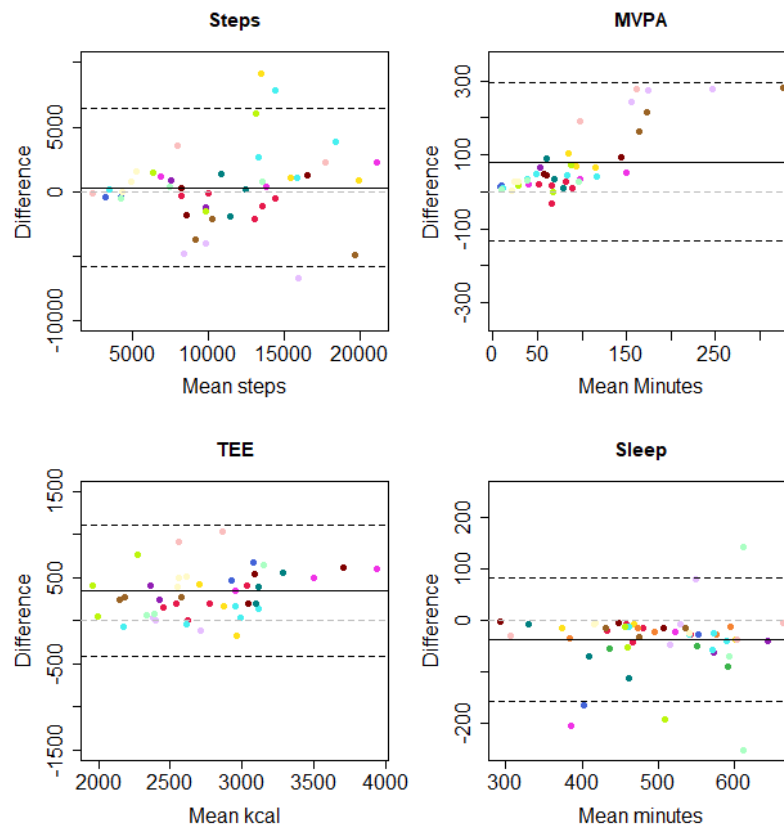 Steps
Difference
-10000
0
5000
5000
10000
15000
20000
Mean steps
MVPA
Difference
-300
-100
100
300
0
50
150
250
Mean Minutes
TEE
Difference
-1500
-500
500
1500
2000
2500
3000
3500
4000
Mean kcal
Sleep
Difference
-200
0
100
200
300
400
500
600
Mean minutes